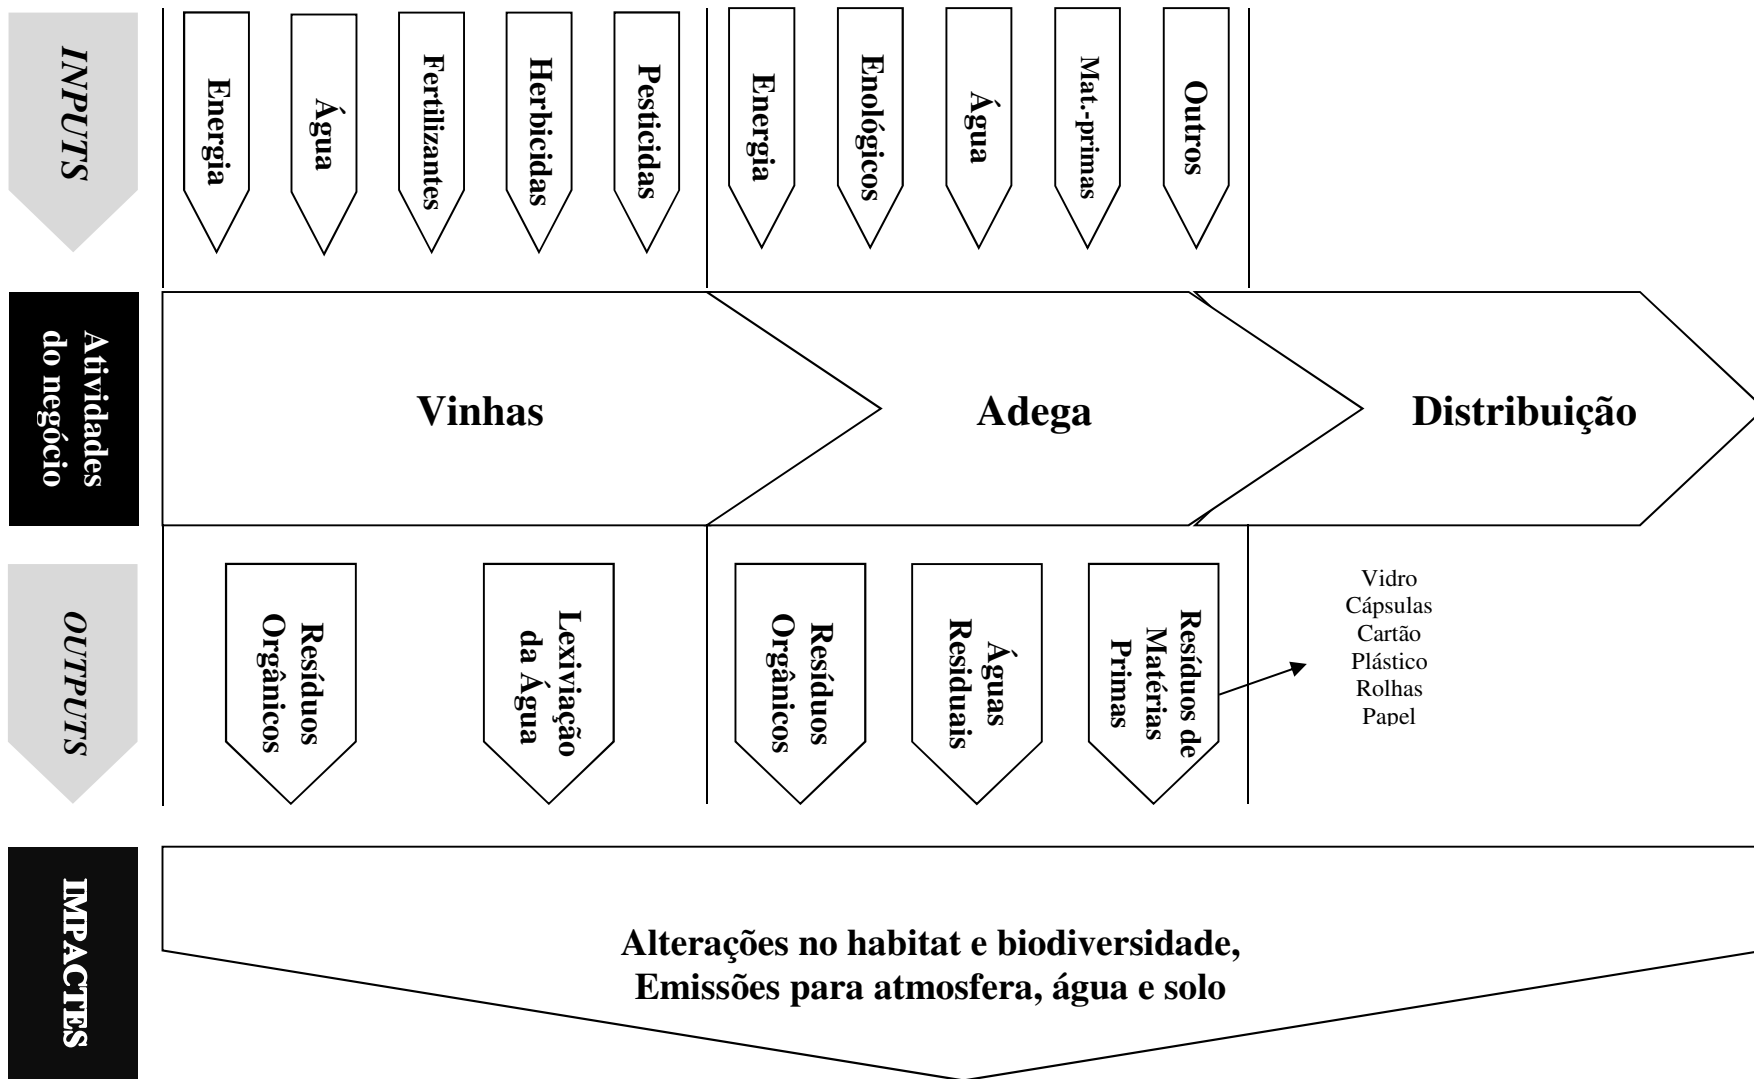 INPUTS
Energia
Água
Fertilizantes
Herbicidas
Pesticidas
Energia
Enológicos
Água
Mat.-primas
Outros
Atividades
do negócio
Vinhas
Adega
Distribuição
OUTPUTS
Resíduos
Orgânicos
Lexiviação
da Água
Resíduos
Orgânicos
Águas
Residuais
Resíduos de
Matérias
Primas
Vidro
Cápsulas
Cartão
Plástico
Rolhas
Papel
IMPACTES
Alterações no habitat e biodiversidade,
Emissões para atmosfera, água e solo